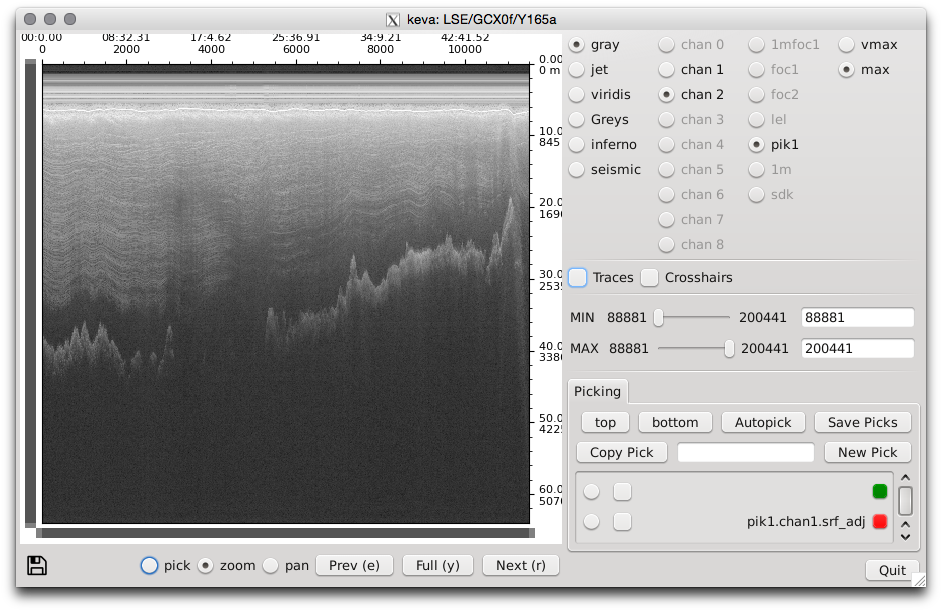 keva: LSE/GCX0f/Y165a
00:0.00 08:32.31 17:4.62 25:36.91 34:9.21 42:41.52
0 2000 4000 6000 8000 10000
0.00
0 m
10.0
845
20.0
1690
30.0
2535
40.0
3380
50.0
4225
60.0
5070
gray chan 0 1mfoc1 vmax
jet chan 1 foc1 max
viridis chan 2 foc2
Greys chan 3 lel
inferno chan 4 pik1
seismic chan 5 1m
chan 6 sdk
chan 7
chan 8
Traces Crosshairs
MIN 88881 200441 88881
MAX 88881 200441 200441
Picking
top bottom Autopick Save Picks
Copy Pick New Pick
pik1.chan1.srf_adj
pick zoom pan Prev (e) Full (y) Next (r) Quit